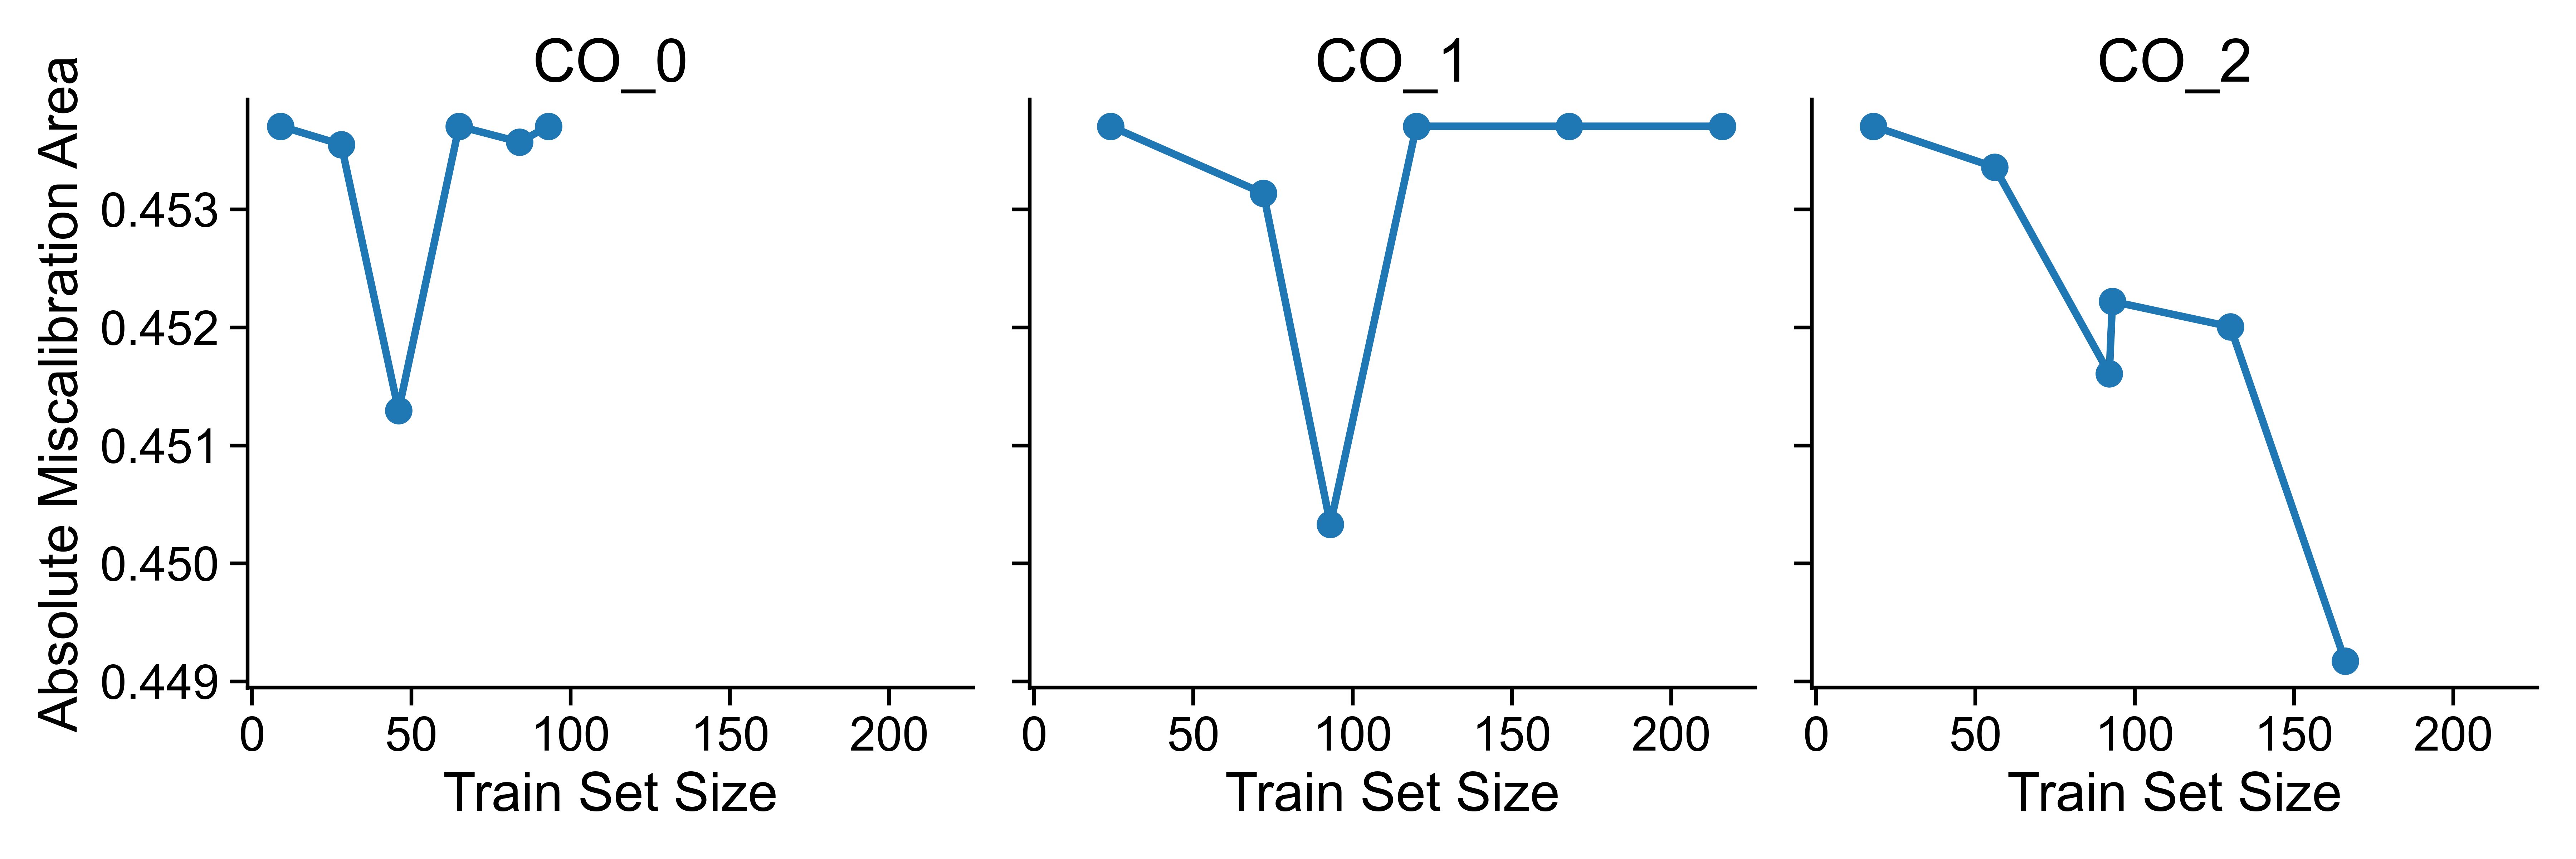 CO_0
CO_1
CO_2
Absolute Miscalibration Area
0.453
0.452
0.451
0.450
0.449
0 50 100 150 200
0 50 100 150 200
0 50 100 150 200
Train Set Size
Train Set Size
Train Set Size